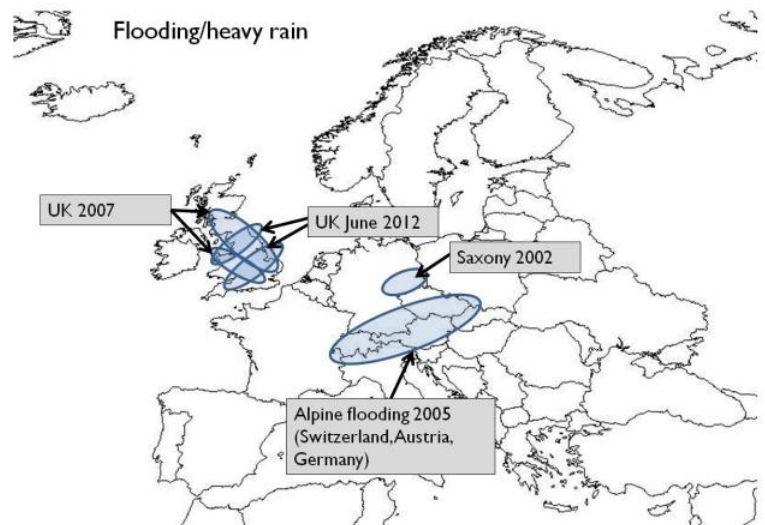 Flooding/heavy rain
UK 2007
UK June 2012
Saxony 2002
Alpine flooding 2005
(Switzerland,Austria,
Germany)